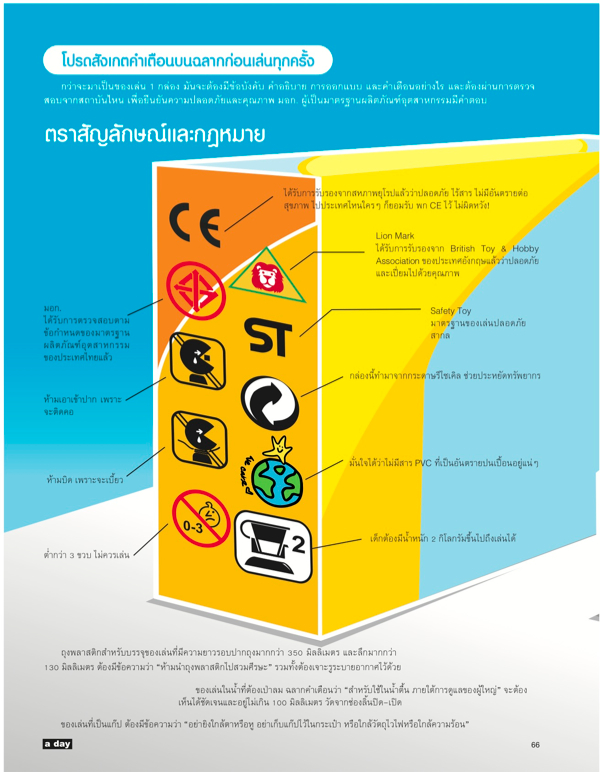 โปรดสังเกตคำเตือนบนฉลากก่อนเล่นทุกครั้ง
กว่าจะมาเป็นของเล่น 1 กล่อง มันจะต้องมีข้อบังคับ คำอธิบาย การออกแบบ และคำเตือนอย่างไร และต้องผ่านการตรวจ
สอบจากสถาบันไหน เพื่อยืนยันความปลอดภัยและคุณภาพ มอก. ผู้เป็นมาตรฐานผลิตภัณฑ์อุตสาหกรรมมีคำตอบ
ตราสัญลักษณ์และกฎหมาย
ได้รับการรับรองจากสหภาพยุโรปแล้วว่าปลอดภัย ไร้สาร ไม่มีอันตรายต่อ
สุขภาพ ไปประเทศไหนใครๆ ก็ยอมรับ พก CE ไว้ ไม่ผิดหวัง!
CE
Lion Mark
ได้รับการรับรองจาก British Toy & Hobby
Association ของประเทศอังกฤษแล้วว่าปลอดภัย
และเปี่ยมไปด้วยคุณภาพ
มอก.
ได้รับการตรวจสอบตาม
ข้อกำหนดของมาตรฐาน
ผลิตภัณฑ์อุตสาหกรรม
ของประเทศไทยแล้ว
ST
Safety Toy
มาตรฐานของเล่นปลอดภัย
สากล
กล่องนี้ทำมาจากกระดาษรีไซเคิล ช่วยประหยัดทรัพยากร
ห้ามเอาเข้าปาก เพราะ
จะติดคอ
มั่นใจได้ว่าไม่มีสาร PVC ที่เป็นอันตรายปนเปื้อนอยู่แน่ๆ
ห้ามบีด เพราะจะเบี้ยว
0-3
2
เด็กต้องมีน้ำหนัก 2 กิโลกรัมขึ้นไปถึงเล่นได้
ต่ำกว่า 3 ขวบ ไม่ควรเล่น
ถุงพลาสติกสำหรับบรรจุของเล่นที่มีความยาวรอบปากถุงมากกว่า 350 มิลลิเมตร และลึกมากกว่า
130 มิลลิเมตร ต้องมีข้อความว่า “ห้ามนำถุงพลาสติกไปสวมศีรษะ” รวมทั้งต้องเจาะรูระบายอากาศไว้ด้วย
ของเล่นในน้ำที่ต้องเป่าลม ฉลากคำเตือนว่า “สำหรับใช้ในน้ำตื้น ภายใต้การดูแลของผู้ใหญ่” จะต้อง
เห็นได้ชัดเจนและอยู่ไม่เกิน 100 มิลลิเมตร วัดจากช่องลิ้นปิด-เปิด
ของเล่นที่เป็นแก๊ป ต้องมีข้อความว่า “อย่ายิงใกล้ตาหรือหู อย่าเก็บแก๊ปไว้ในกระเป๋า หรือใกล้วัตถุไวไฟหรือใกล้ความร้อน”
a day
66